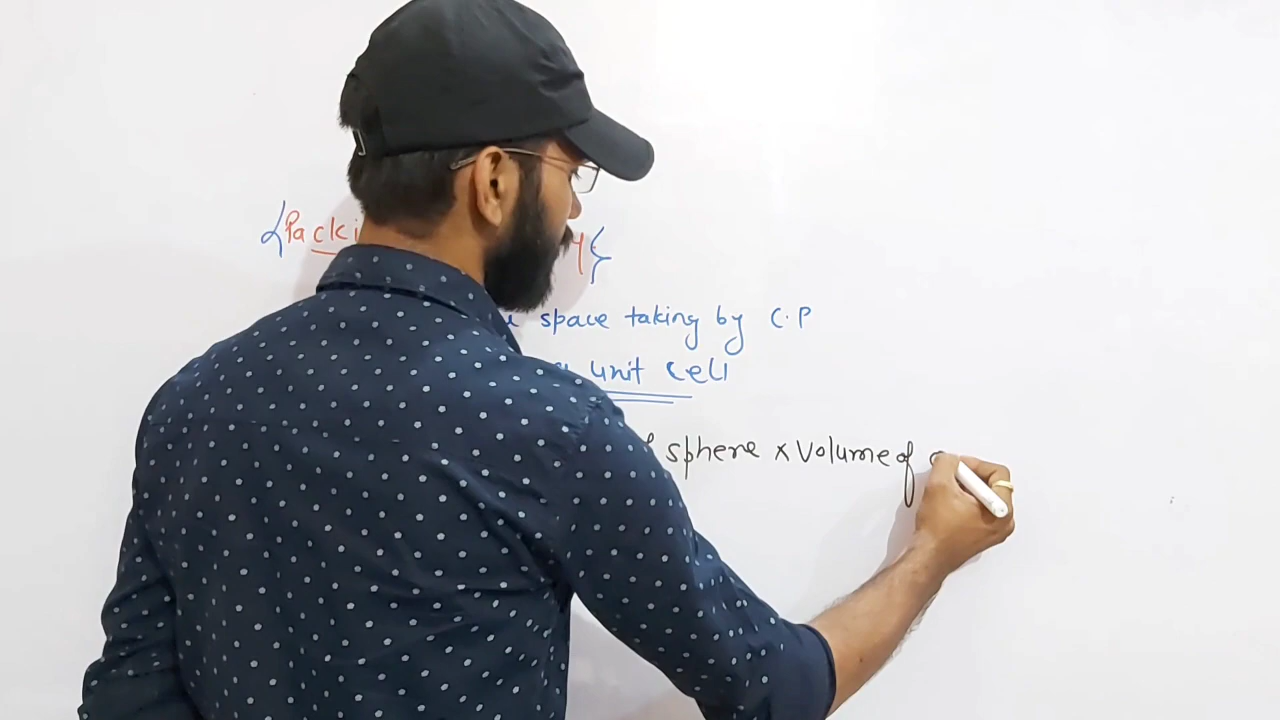 {Packi y}
space taking by C.P
unit cell
sphere x Volume of